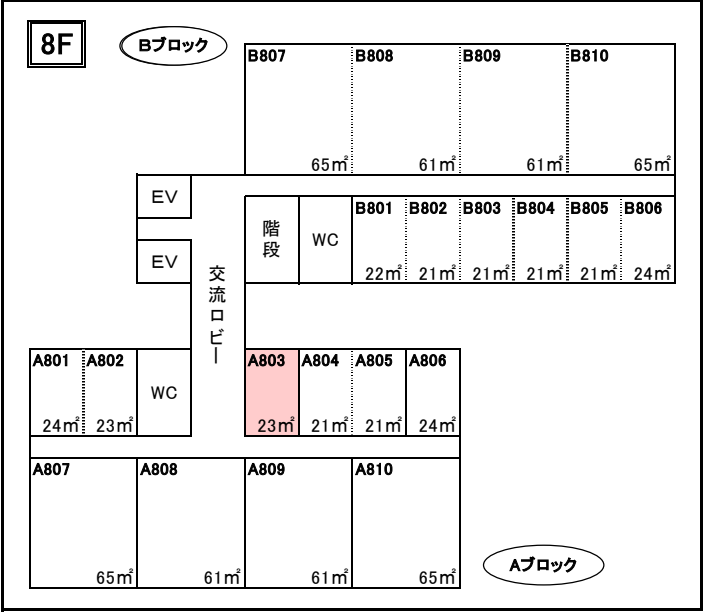 8F
Bブロック
B807 B808 B809 B810
65㎡ 61㎡ 61㎡ 65㎡
EV
階段
WC
B801 B802 B803 B804 B805 B806
22㎡ 21㎡ 21㎡ 21㎡ 21㎡ 24㎡
EV
交流ロビー
A801 A802
WC
24㎡ 23㎡
A803 A804 A805 A806
23㎡ 21㎡ 21㎡ 24㎡
A807 A808 A809 A810
65㎡ 61㎡ 61㎡ 65㎡
Aブロック